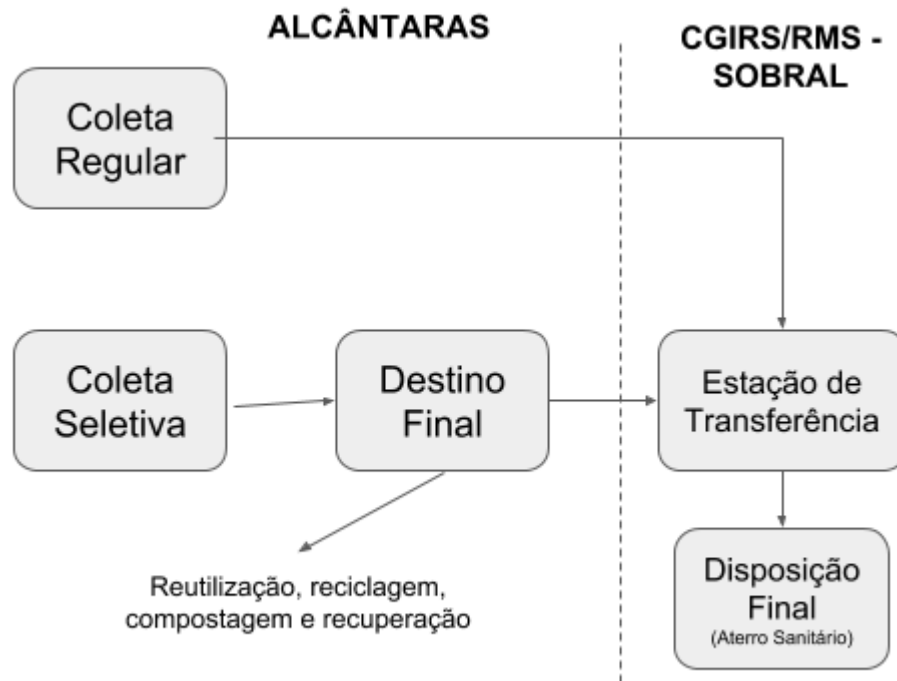 ALCÂNTARAS
CGIRS/RMS -
SOBRAL
Coleta
Regular
Coleta
Seletiva
Destino
Final
Estação de
Transferência
Reutilização, reciclagem,
compostagem e recuperação
Disposição
Final
(Aterro Sanitário)